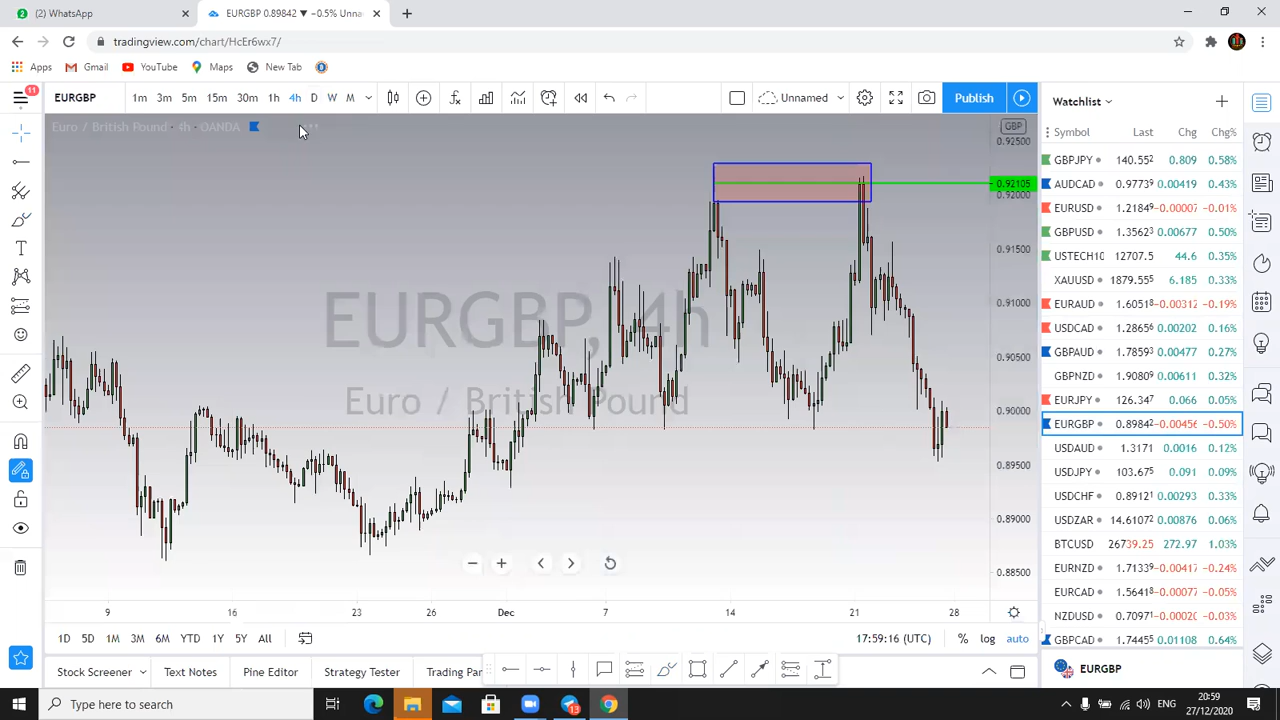 (2) WhatsApp
EURGBP 0.89842 ▼ −0.5% Unna
tradingview.com/chart/HcEr6wx7/
Apps Gmail YouTube Maps New Tab
11
EURGBP 1m 3m 5m 15m 30m 1h 4h D W M Unnamed Publish
Watchlist
Euro / British Pound · 4h · OANDA
GBP
Symbol Last Chg Chg%
GBPJPY 140.55² 0.809 0.58%
AUDCAD 0.9773⁹ 0.00419 0.43%
EURUSD 1.2184⁹ −0.00007 −0.01%
GBPUSD 1.3562³ 0.00677 0.50%
USTECH10 12707.5 44.6 0.35%
XAUUSD 1879.55⁵ 6.185 0.33%
EURAUD 1.6051⁸ −0.00312 −0.19%
USDCAD 1.2865⁶ 0.00202 0.16%
GBPAUD 1.7859³ 0.00477 0.27%
GBPNZD 1.9080⁹ 0.00611 0.32%
EURJPY 126.34⁷ 0.066 0.05%
EURGBP 0.8984² −0.00456 −0.50%
USDAUD 1.3171 0.0016 0.12%
USDJPY 103.67⁵ 0.091 0.09%
USDCHF 0.8912¹ 0.00293 0.33%
USDZAR 14.6107² 0.00876 0.06%
BTCUSD 26739.25 272.97 1.03%
EURNZD 1.7133⁹ −0.00417 −0.24%
EURCAD 1.5641⁸ −0.00077 −0.05%
NZDUSD 0.7097¹ −0.00020 −0.03%
GBPCAD 1.7445⁵ 0.01108 0.64%
EURGBP
0.92500
0.92105
0.92000
0.91500
0.91000
0.90500
0.90000
0.89500
0.89000
0.88500
EURGBP, 4h
Euro / British Pound
9 16 23 26 Dec 7 14 21 28
1D 5D 1M 3M 6M YTD 1Y 5Y All
17:59:16 (UTC) % log auto
Stock Screener Text Notes Pine Editor Strategy Tester Trading Par
Type here to search
13
ENG
20:59
27/12/2020